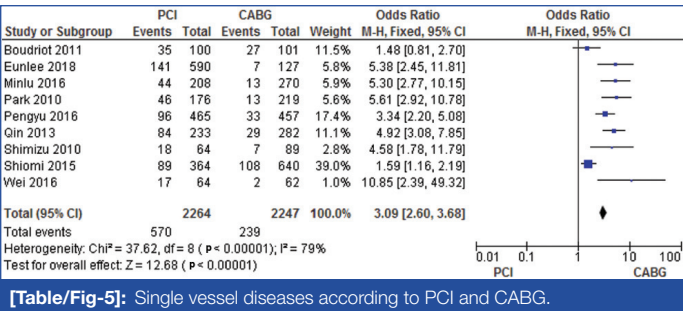 PCI CABG Odds Ratio Odds Ratio
Study or Subgroup Events Total Events Total Weight M-H, Fixed, 95% CI M-H, Fixed, 95% CI
Boudriot 2011 35 100 27 101 11.5% 1.48 [0.81, 2.70]
Eunlee 2018 141 590 7 127 5.8% 5.38 [2.45, 11.81]
Minlu 2016 44 208 13 270 5.8% 5.30 [2.77, 10.15]
Park 2010 46 176 13 219 5.6% 5.61 [2.92, 10.78]
Pengyu 2016 96 465 33 457 17.4% 3.34 [2.20, 5.08]
Qin 2013 84 233 29 282 11.1% 4.92 [3.08, 7.85]
Shimizu 2010 18 64 7 89 2.8% 4.58 [1.78, 11.79]
Shiomi 2015 89 364 108 640 39.0% 1.59 [1.16, 2.19]
Wei 2016 17 64 2 62 1.0% 10.85 [2.39, 49.32]
Total (95% CI) 2264 2247 100.0% 3.09 [2.60, 3.68]
Total events 570 239
Heterogeneity: Chi² = 37.62, df = 8 ( p < 0.00001); I² = 79%
Test for overall effect: Z = 12.68 ( p < 0.00001)
0.01 0.1 1 10 100
PCI CABG
[Table/Fig-5]: Single vessel diseases according to PCI and CABG.